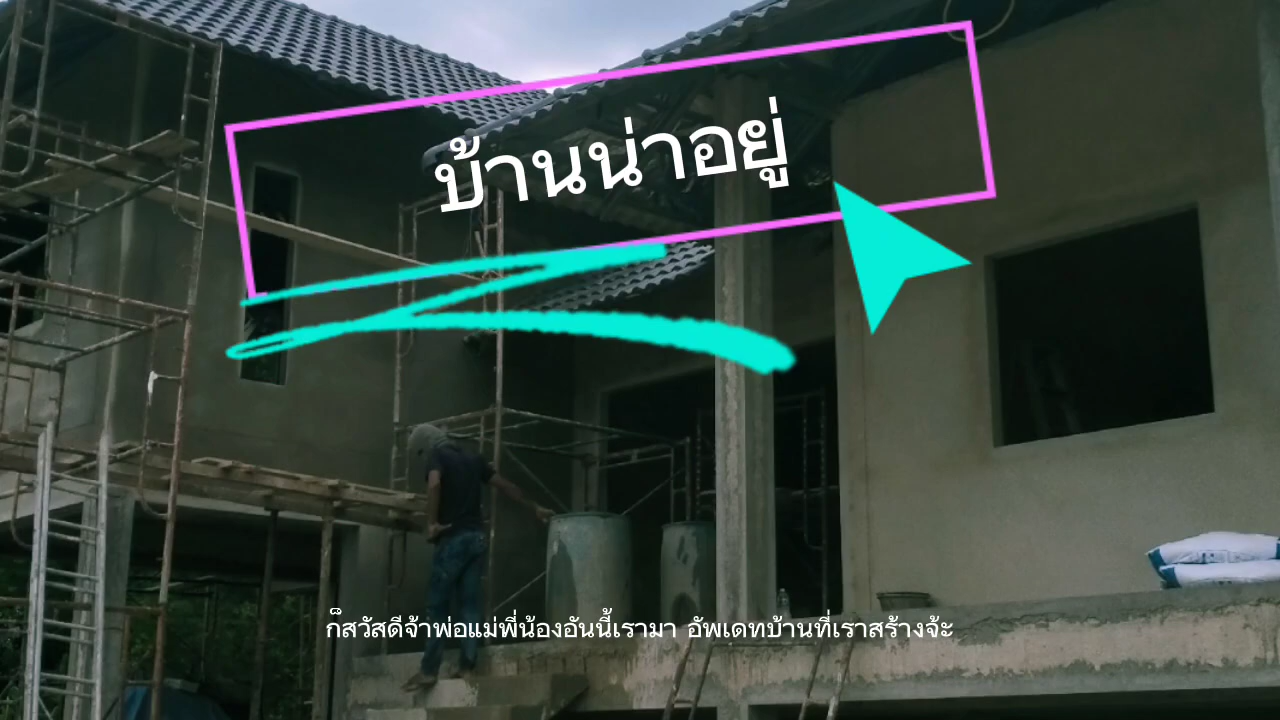 บ้านน่าอยู่
ก็สวัสดีจ้าพ่อแม่พี่น้องอันนี้เรามา อัพเดทบ้านที่เราสร้างจ้ะ